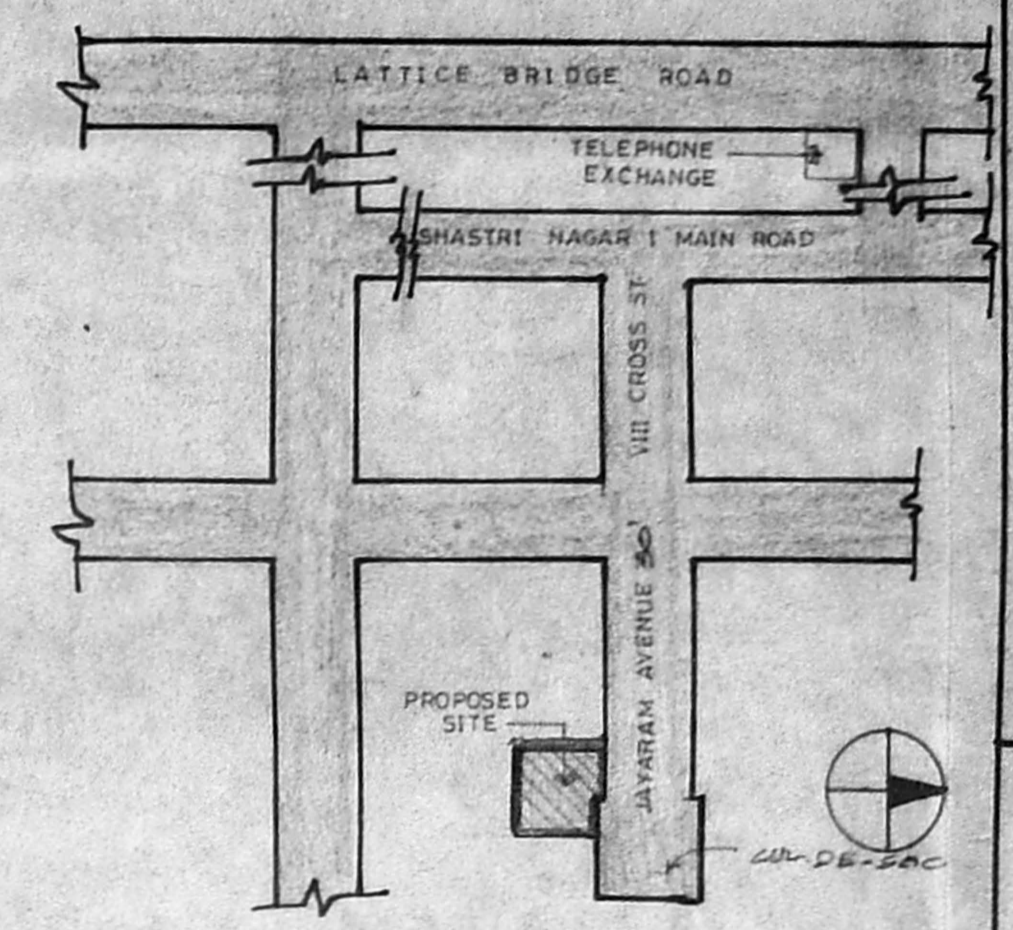 LATTICE BRIDGE ROAD
TELEPHONE
EXCHANGE
SHASTRI NAGAR I MAIN ROAD
VIII CROSS ST
JAYARAM AVENUE 30'
PROPOSED
SITE
CUL-DE-SAC